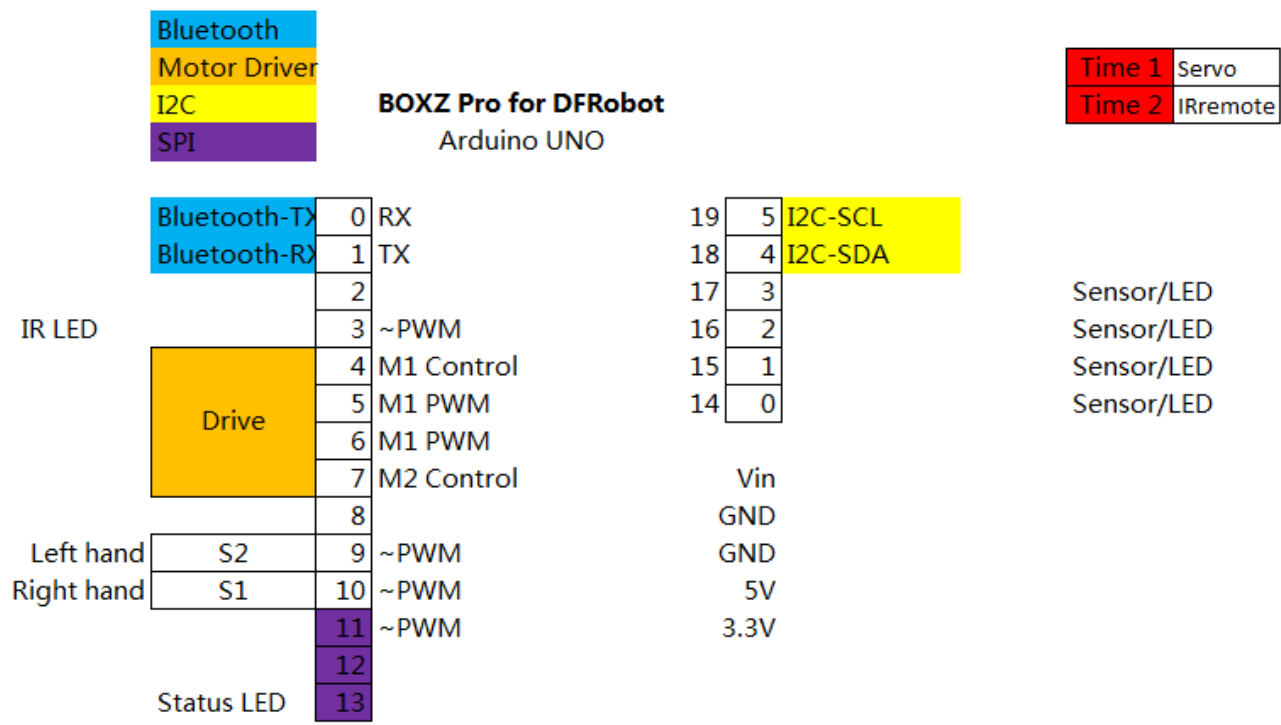 Bluetooth
Motor Driver
I2C
SPI
BOXZ Pro for DFRobot
Arduino UNO
Time 1 Servo
Time 2 IRremote
Bluetooth-TX 0 RX 19 5 I2C-SCL
Bluetooth-RX 1 TX 18 4 I2C-SDA
2 17 3 Sensor/LED
IR LED 3 ~PWM 16 2 Sensor/LED
4 M1 Control 15 1 Sensor/LED
Drive
5 M1 PWM 14 0 Sensor/LED
6 M1 PWM
7 M2 Control Vin
8 GND
Left hand S2 9 ~PWM GND
Right hand S1 10 ~PWM 5V
11 ~PWM 3.3V
12
Status LED 13